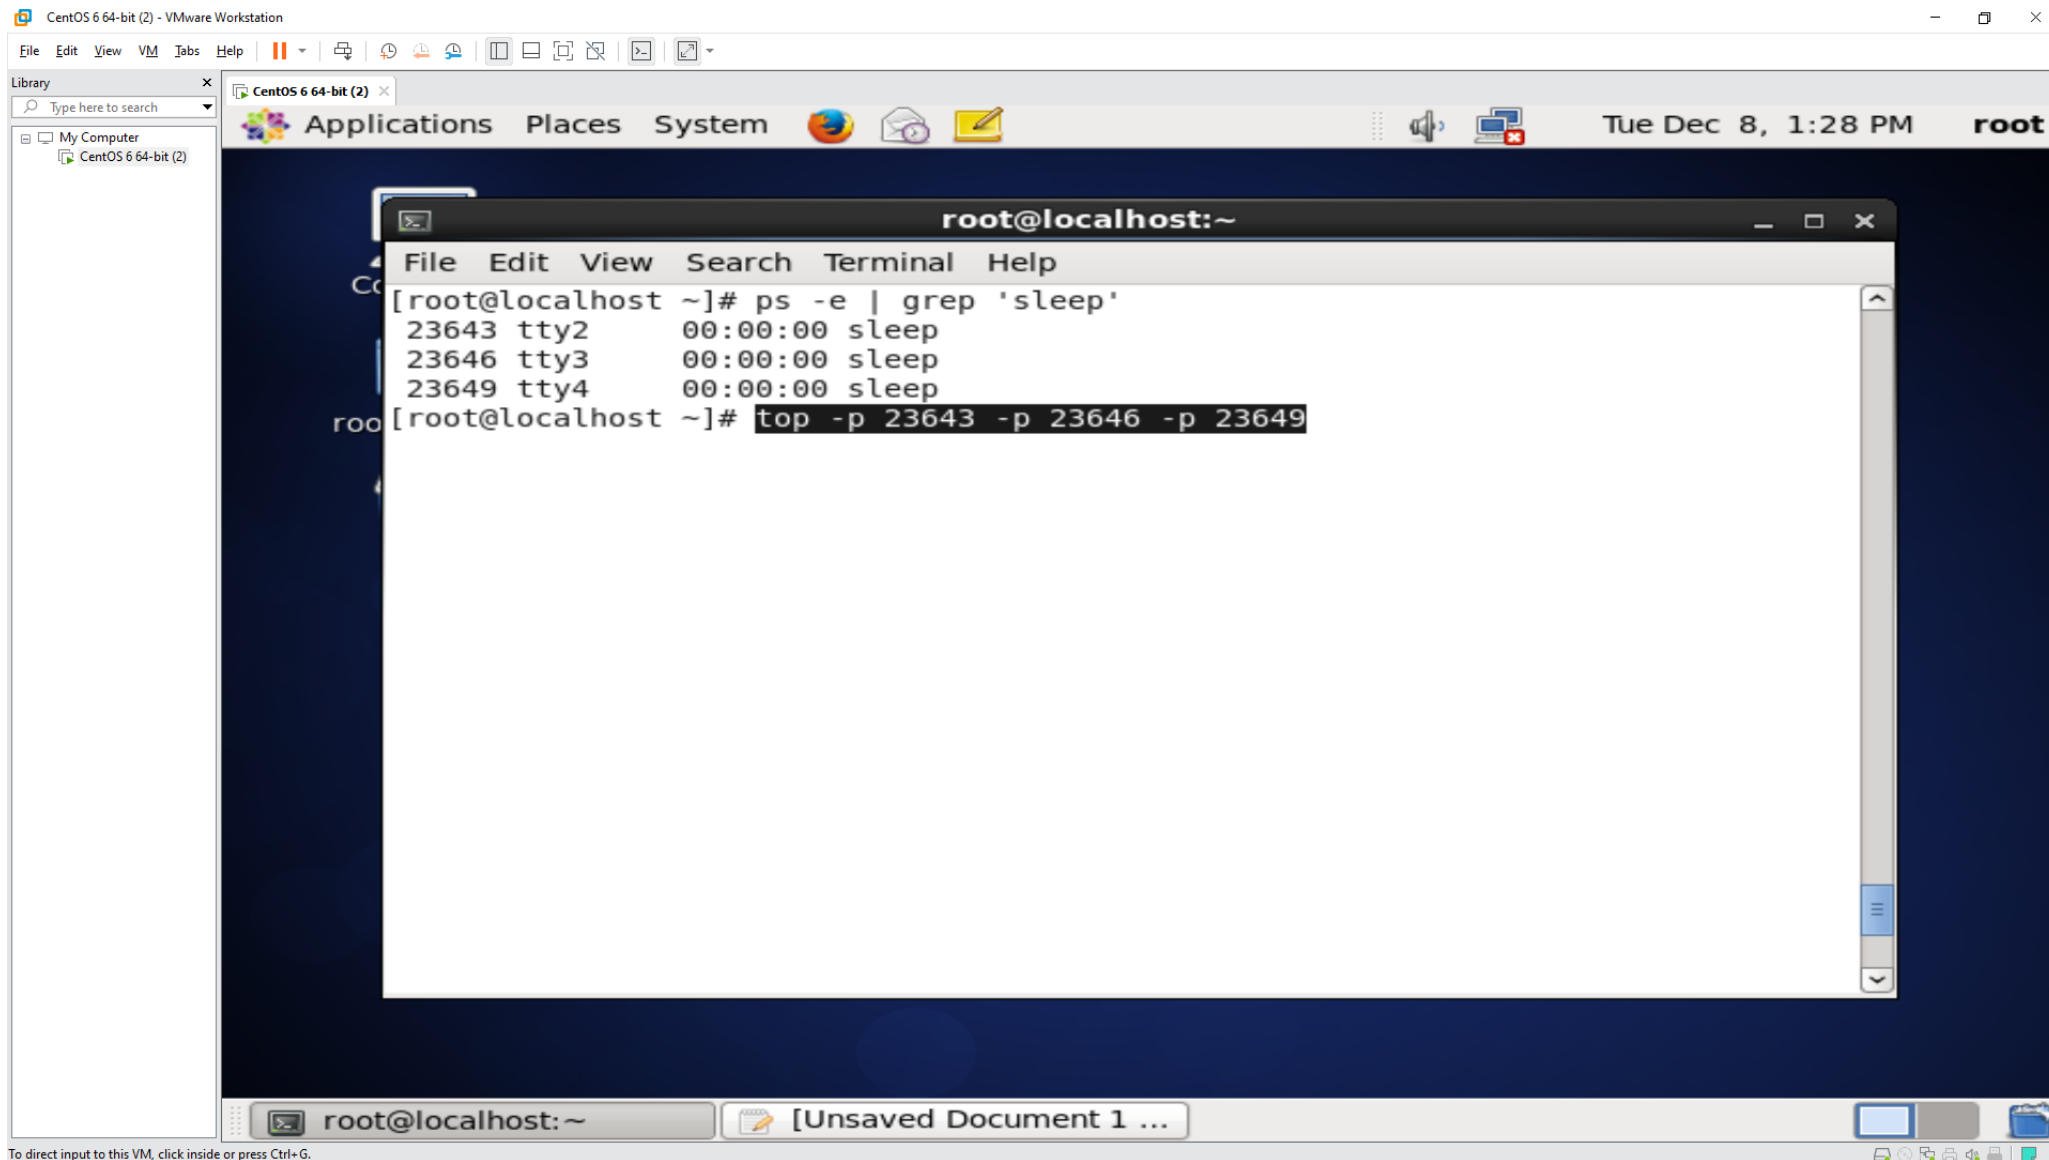 CentOS 6 64-bit (2) - VMware Workstation
File Edit View VM Tabs Help
Library
Type here to search
My Computer
CentOS 6 64-bit (2)
CentOS 6 64-bit (2)
Applications Places System Tue Dec 8, 1:28 PM root
root@localhost:~
File Edit View Search Terminal Help
[root@localhost ~]# ps -e | grep 'sleep'
23643 tty2 00:00:00 sleep
23646 tty3 00:00:00 sleep
23649 tty4 00:00:00 sleep
[root@localhost ~]# top -p 23643 -p 23646 -p 23649
root@localhost:~ [Unsaved Document 1 ...
To direct input to this VM, click inside or press Ctrl+G.